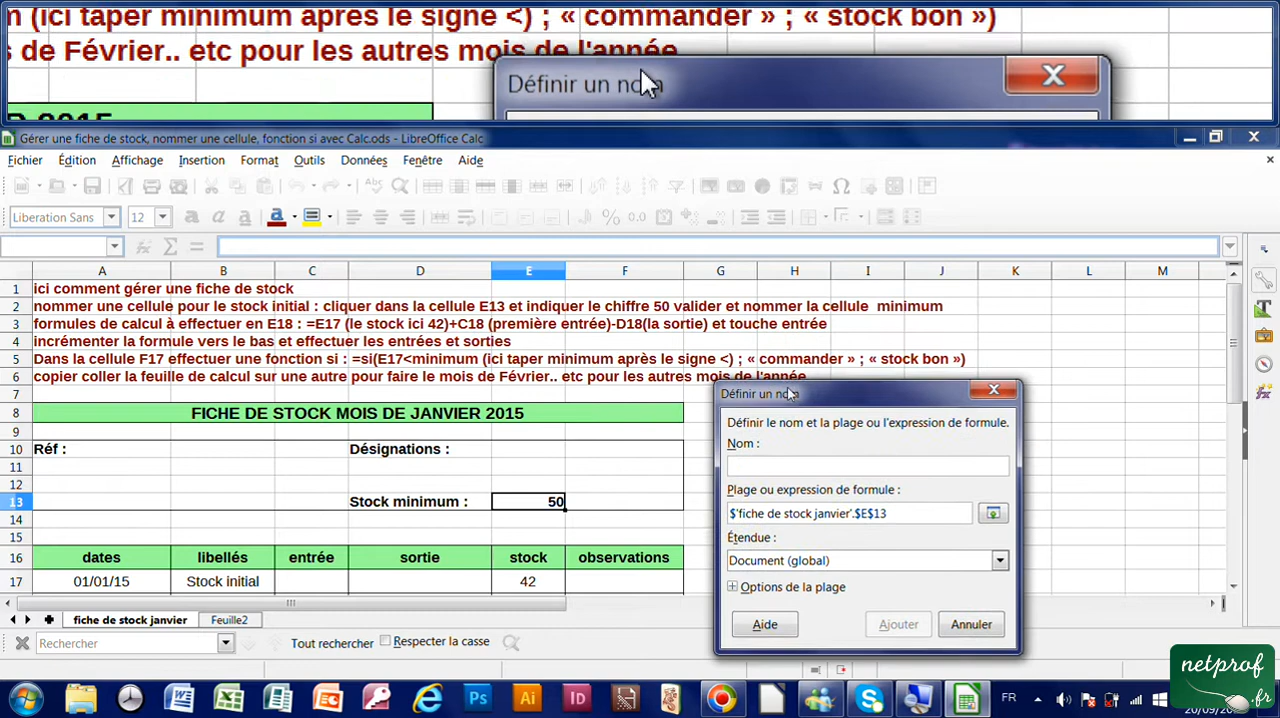 n (ici taper minimum après le signe <) ; « commander » ; « stock bon »)
s de Février.. etc pour les autres mois de l'année
Définir un nom
D 2015
Gérer une fiche de stock, nommer une cellule, fonction si avec Calc.ods - LibreOffice Calc
Fichier Édition Affichage Insertion Format Outils Données Fenêtre Aide
Liberation Sans 12
A B C D E F G H I J K L M
1 ici comment gérer une fiche de stock
2 nommer une cellule pour le stock initial : cliquer dans la cellule E13 et indiquer le chiffre 50 valider et nommer la cellule minimum
3 formules de calcul à effectuer en E18 : =E17 (le stock ici 42)+C18 (première entrée)-D18(la sortie) et touche entrée
4 incrémenter la formule vers le bas et effectuer les entrées et sorties
5 Dans la cellule F17 effectuer une fonction si : =si(E17<minimum (ici taper minimum après le signe <) ; « commander » ; « stock bon »)
6 copier coller la feuille de calcul sur une autre pour faire le mois de Février.. etc pour les autres mois de l'année
7
8 FICHE DE STOCK MOIS DE JANVIER 2015
9
10 Réf : Désignations :
11
12
13 Stock minimum : 50
14
15
16 dates libellés entrée sortie stock observations
17 01/01/15 Stock initial 42
Définir un nom
Définir le nom et la plage ou l'expression de formule.
Nom :
Plage ou expression de formule :
$'fiche de stock janvier'.$E$13
Étendue :
Document (global)
Options de la plage
Aide Ajouter Annuler
fiche de stock janvier Feuille2
Rechercher Tout rechercher Respecter la casse
W X P Ps Ai Id S FR
netprof
.fr